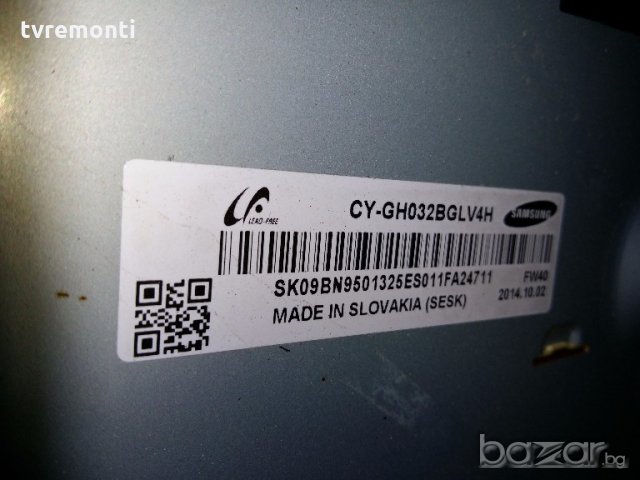 tvremonti
LEAD-FREE
CY-GH032BGLV4H
SAMSUNG
SK09BN9501325ES011FA24711
FW40
MADE IN SLOVAKIA (SESK)
2014.10.02
bazar.bg